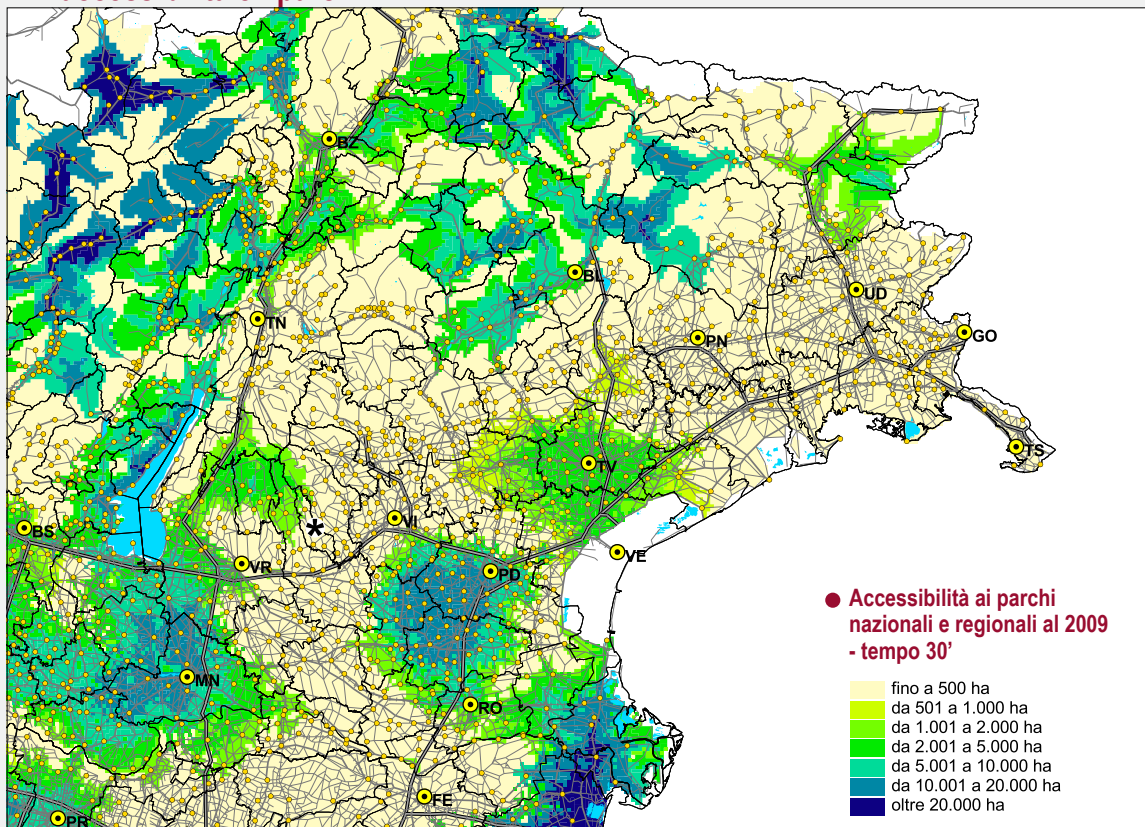 BZ
BL
UD
TN
PN
GO
TV
TS
BS
VI
VR
VE
PD
MN
RO
FE
PR
*
Accessibilità ai parchi
nazionali e regionali al 2009
- tempo 30’
fino a 500 ha
da 501 a 1.000 ha
da 1.001 a 2.000 ha
da 2.001 a 5.000 ha
da 5.001 a 10.000 ha
da 10.001 a 20.000 ha
oltre 20.000 ha